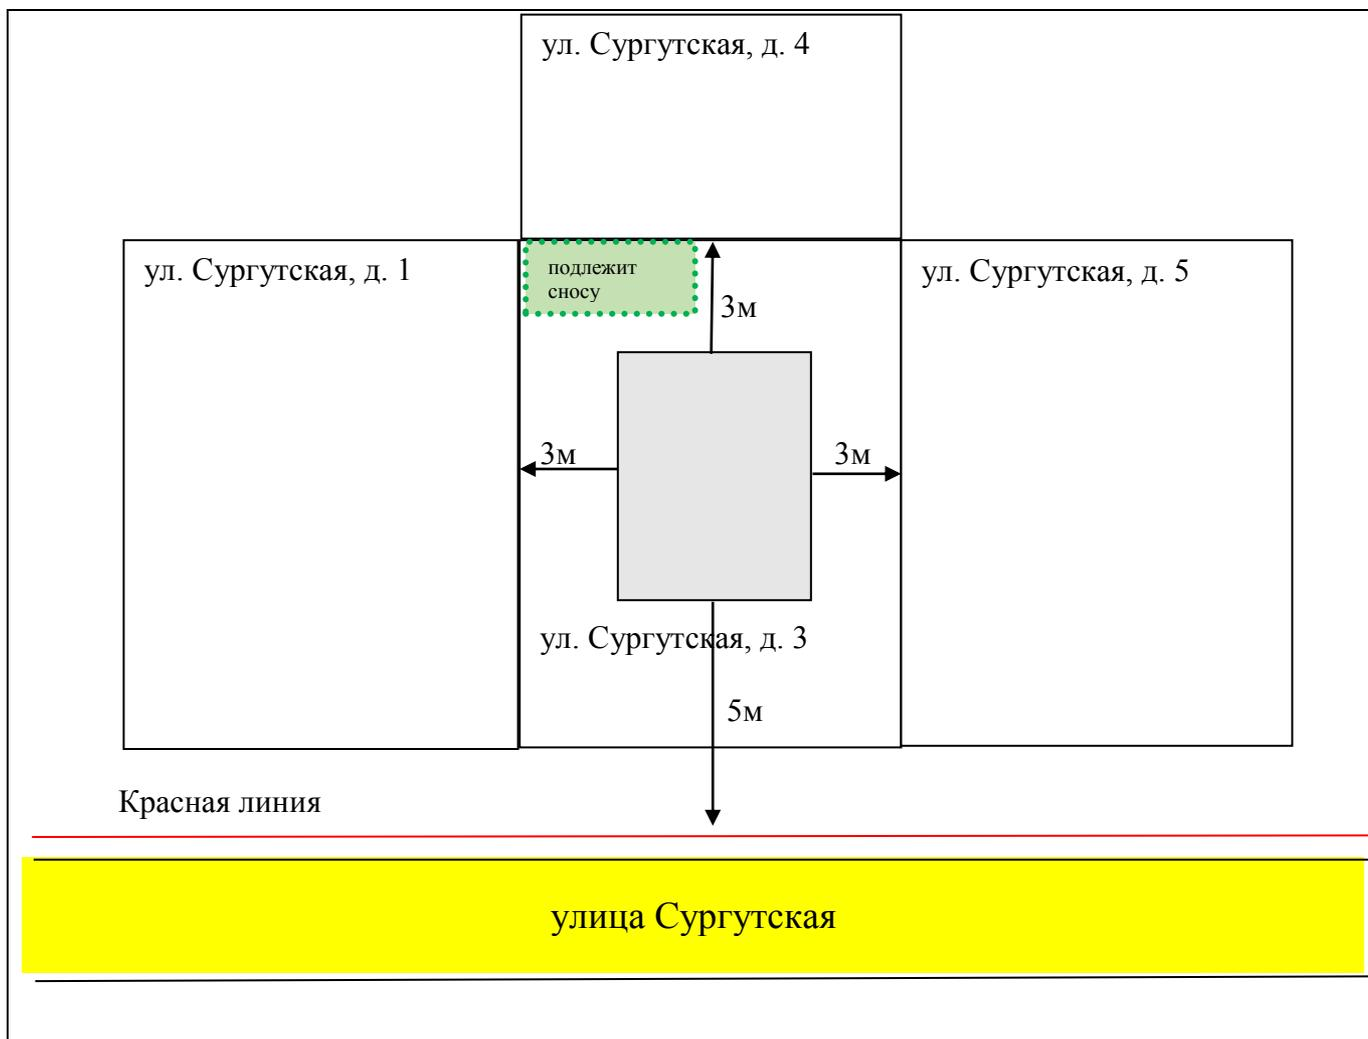 ул. Сургутская, д. 4
ул. Сургутская, д. 1
подлежит
сносу
ул. Сургутская, д. 5
3м
3м
3м
ул. Сургутская, д. 3
5м
Красная линия
улица Сургутская